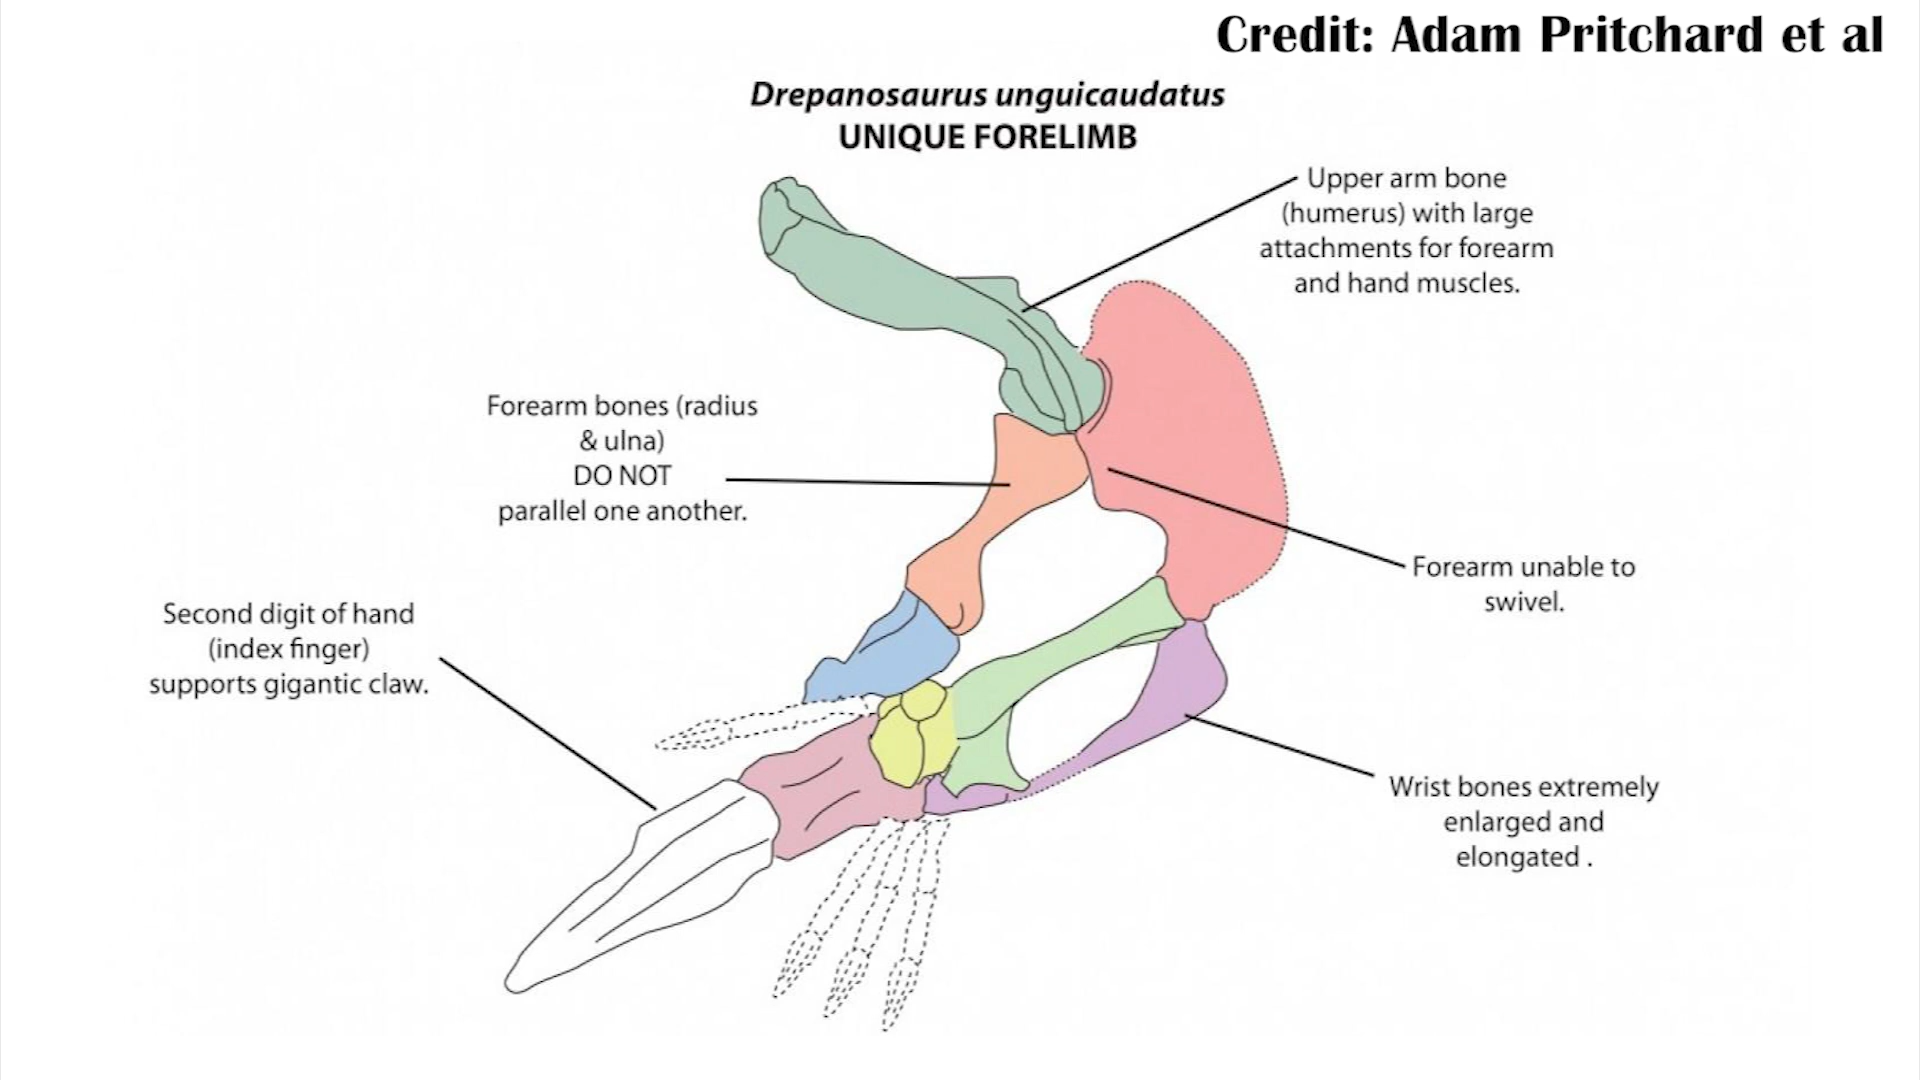 Credit: Adam Pritchard et al
Drepanosaurus unguicaudatus
UNIQUE FORELIMB
Upper arm bone
(humerus) with large
attachments for forearm
and hand muscles.
Forearm bones (radius
& ulna)
DO NOT
parallel one another.
Forearm unable to
swivel.
Second digit of hand
(index finger)
supports gigantic claw.
Wrist bones extremely
enlarged and
elongated .